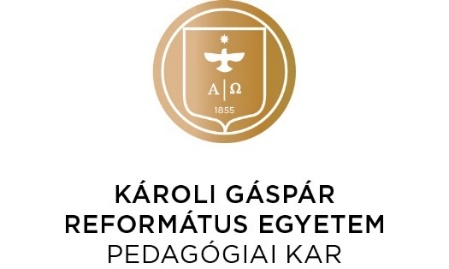 Α|Ω
1855
KÁROLI GÁSPÁR
REFORMÁTUS EGYETEM
PEDAGÓGIAI KAR